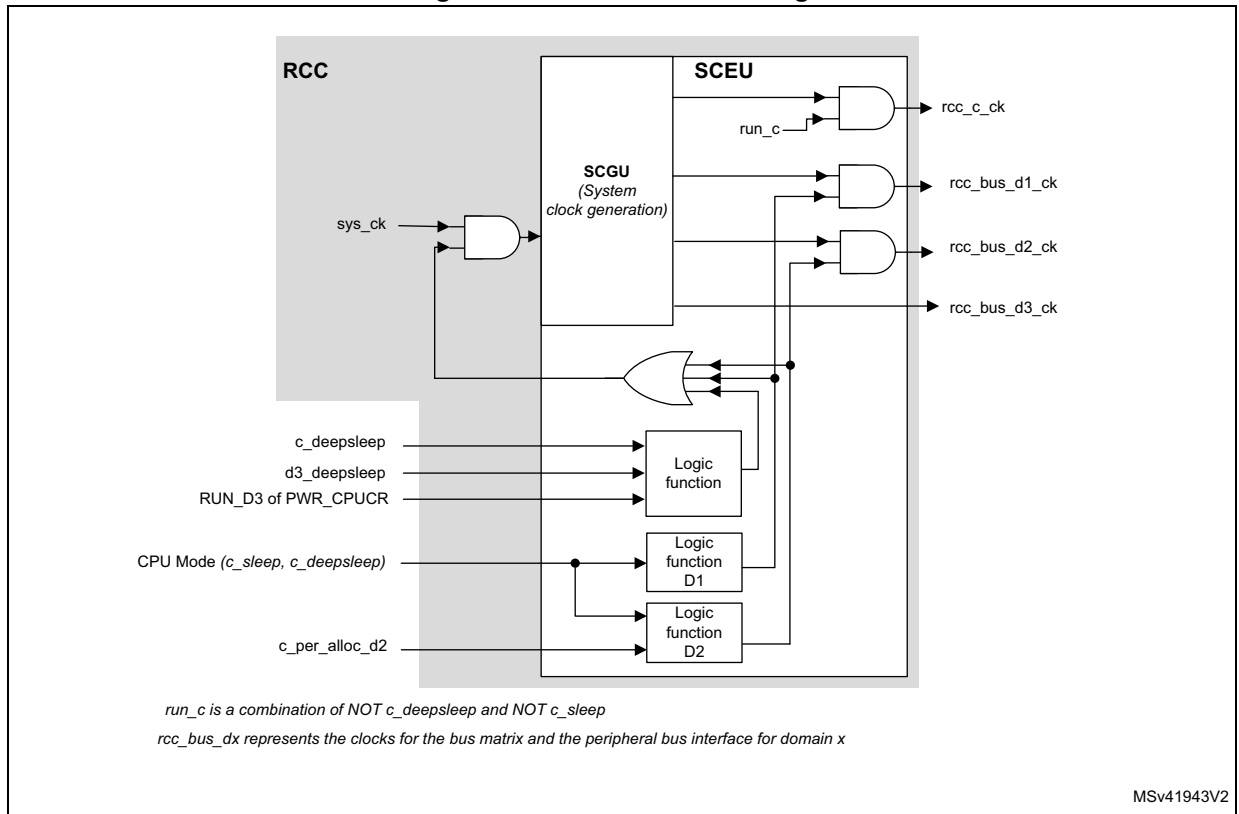 RCC
SCEU
rcc_c_ck
run_c
SCGU
(System
clock generation)
rcc_bus_d1_ck
sys_ck
rcc_bus_d2_ck
rcc_bus_d3_ck
c_deepsleep
d3_deepsleep
RUN_D3 of PWR_CPUCR
Logic
function
CPU Mode (c_sleep, c_deepsleep)
Logic
function
D1
c_per_alloc_d2
Logic
function
D2
run_c is a combination of NOT c_deepsleep and NOT c_sleep
rcc_bus_dx represents the clocks for the bus matrix and the peripheral bus interface for domain x
MSv41943V2